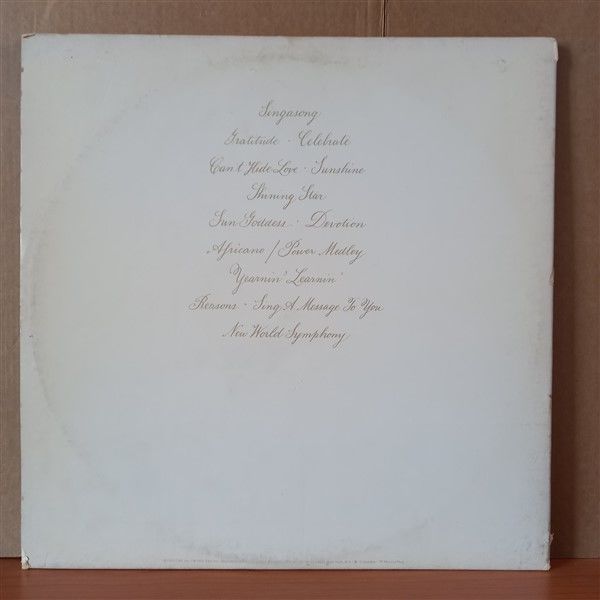 Singasong
Gratitude · Celebrate
Can't Hide Love · Sunshine
Shining Star
Sun Goddess · Devotion
Africano / Power Medley
Yearnin' Learnin'
Reasons · Sing A Message To You
New World Symphony